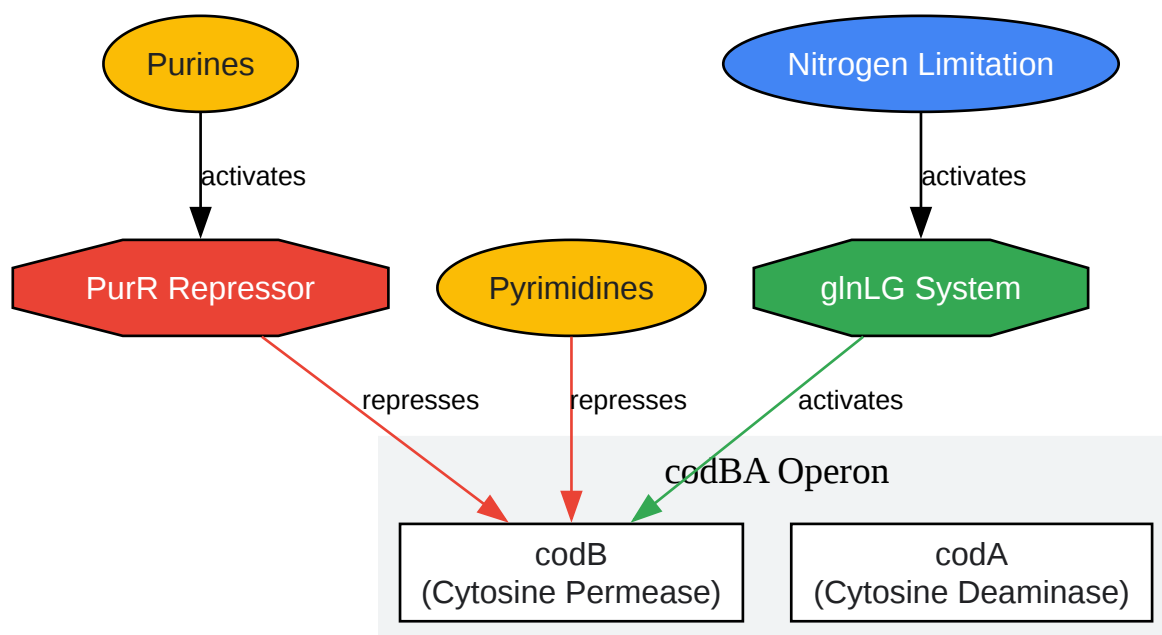 Purines
Nitrogen Limitation
activates
activates
PurR Repressor
Pyrimidines
glnLG System
represses
represses
activates
codBA Operon
codB
(Cytosine Permease)
codA
(Cytosine Deaminase)